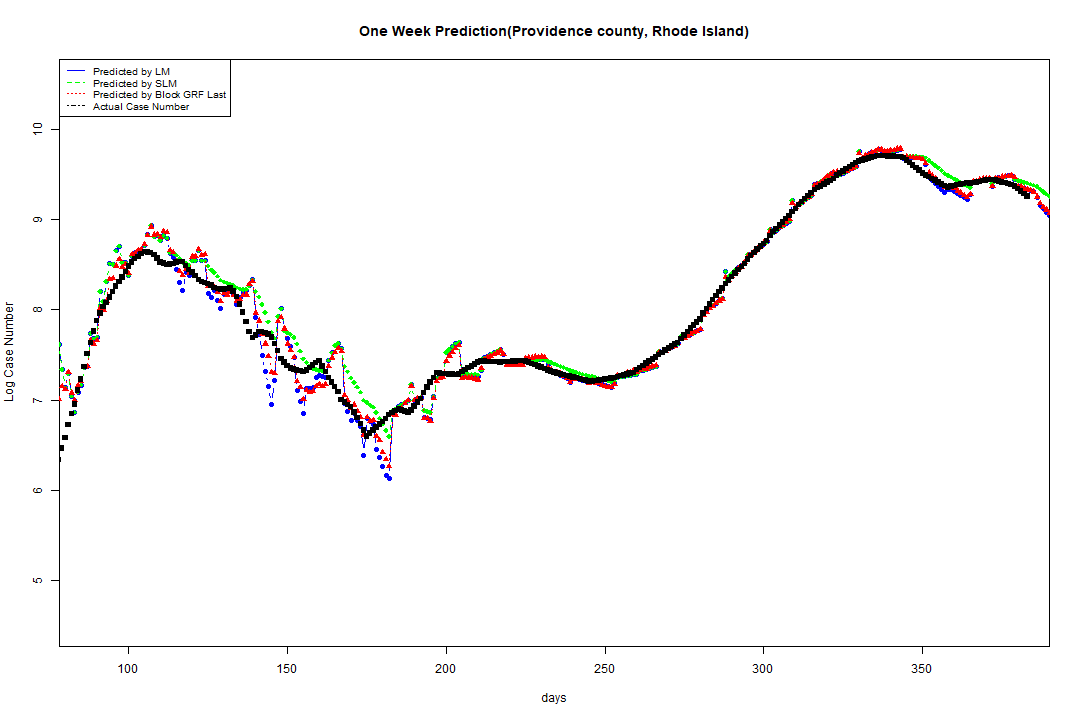 One Week Prediction(Providence county, Rhode Island)
Predicted by LM
Predicted by SLM
Predicted by Block GRF Last
Actual Case Number
10
9
8
7
6
5
Log Case Number
100 150 200 250 300 350
days